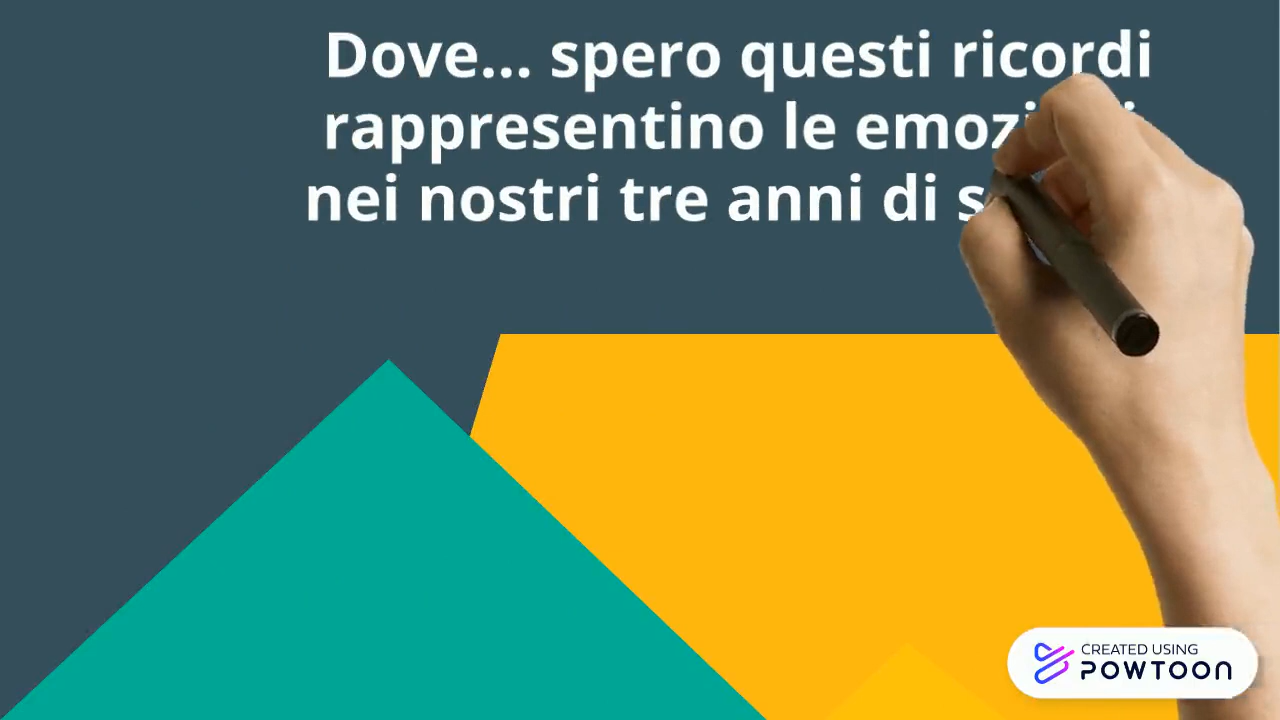 Dove... spero questi ricordi
rappresentino le
nei nostri tre anni di
CREATED USING
POWTOON